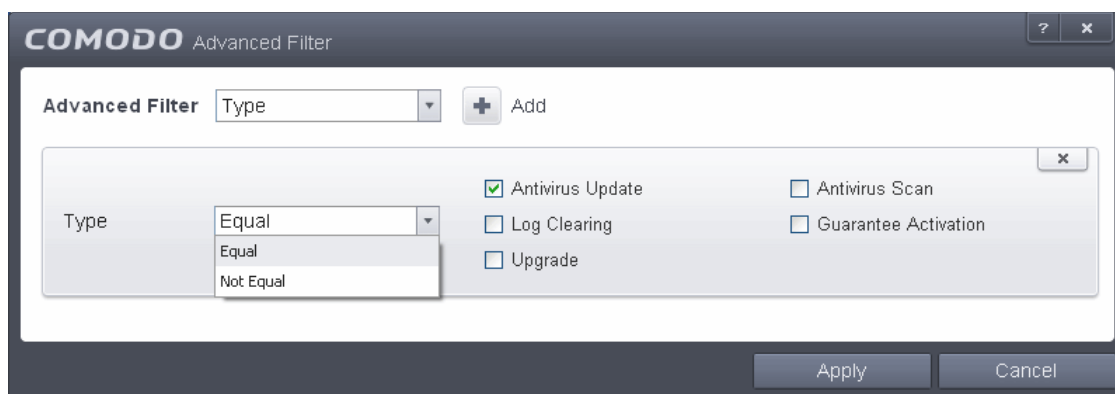 COMODO Advanced Filter
? x
Advanced Filter Type + Add
x
Type Equal
Equal
Not Equal
Antivirus Update
Antivirus Scan
Log Clearing
Guarantee Activation
Upgrade
Apply
Cancel